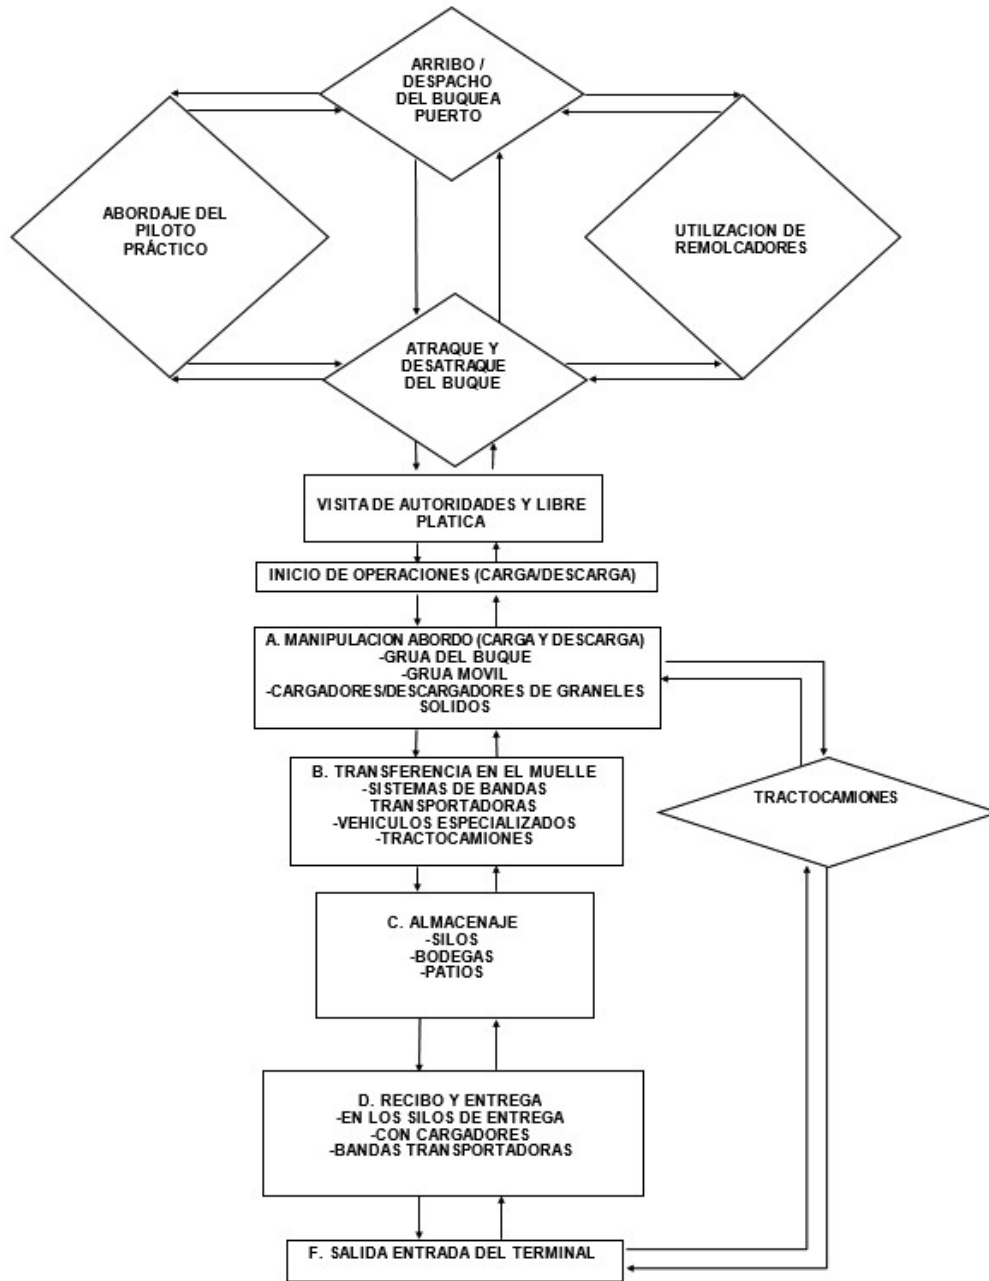 ARRIBO /
DESPACHO
DEL BUQUEA
PUERTO
ABORDAJE DEL
PILOTO
PRÁCTICO
UTILIZACION DE
REMOLCADORES
ATRAQUE Y
DESATRAQUE
DEL BUQUE
VISITA DE AUTORIDADES Y LIBRE
PLATICA
INICIO DE OPERACIONES (CARGA/DESCARGA)
A. MANIPULACION ABORDO (CARGA Y DESCARGA)
-GRUA DEL BUQUE
-GRUA MOVIL
-CARGADORES/DESCARGADORES DE GRANELES
SOLIDOS
B. TRANSFERENCIA EN EL MUELLE
-SISTEMAS DE BANDAS
TRANSPORTADORAS
-VEHICULOS ESPECIALIZADOS
-TRACTOCAMIONES
TRACTOCAMIONES
C. ALMACENAJE
-SILOS
-BODEGAS
-PATIOS
D. RECIBO Y ENTREGA
-EN LOS SILOS DE ENTREGA
-CON CARGADORES
-BANDAS TRANSPORTADORAS
F. SALIDA ENTRADA DEL TERMINAL